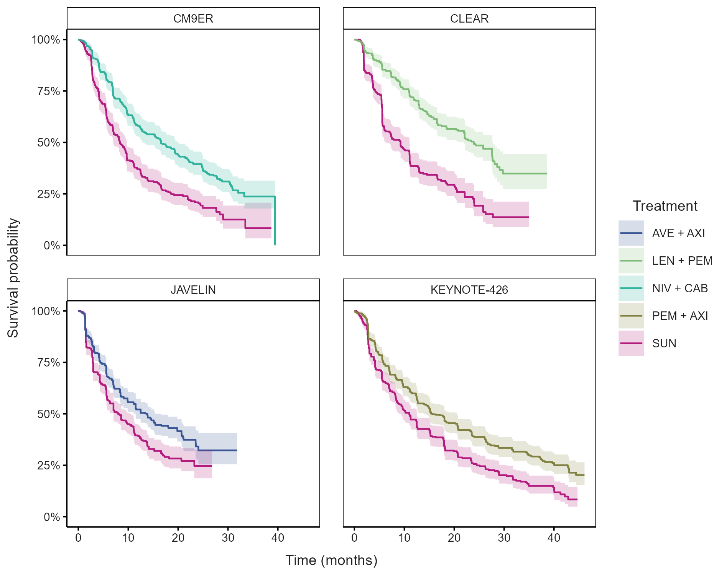 CM9ER
CLEAR
100%
75%
50%
25%
0%
JAVELIN
KEYNOTE-426
100%
75%
50%
25%
0%
0 10 20 30 40
0 10 20 30 40
Time (months)
Survival probability
Treatment
AVE + AXI
LEN + PEM
NIV + CAB
PEM + AXI
SUN